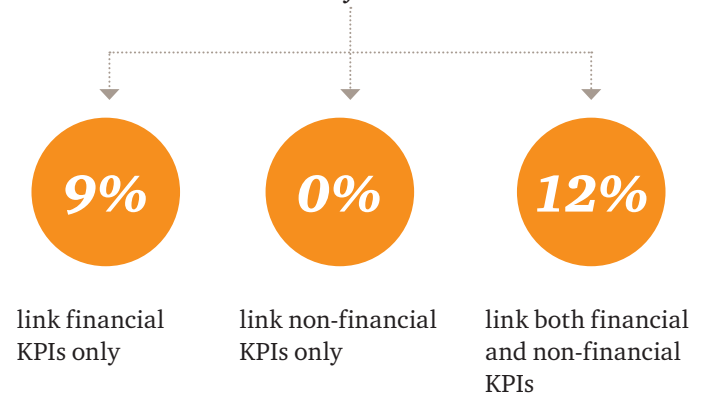 9%
0%
12%
link financial
KPIs only
link non-financial
KPIs only
link both financial
and non-financial
KPIs